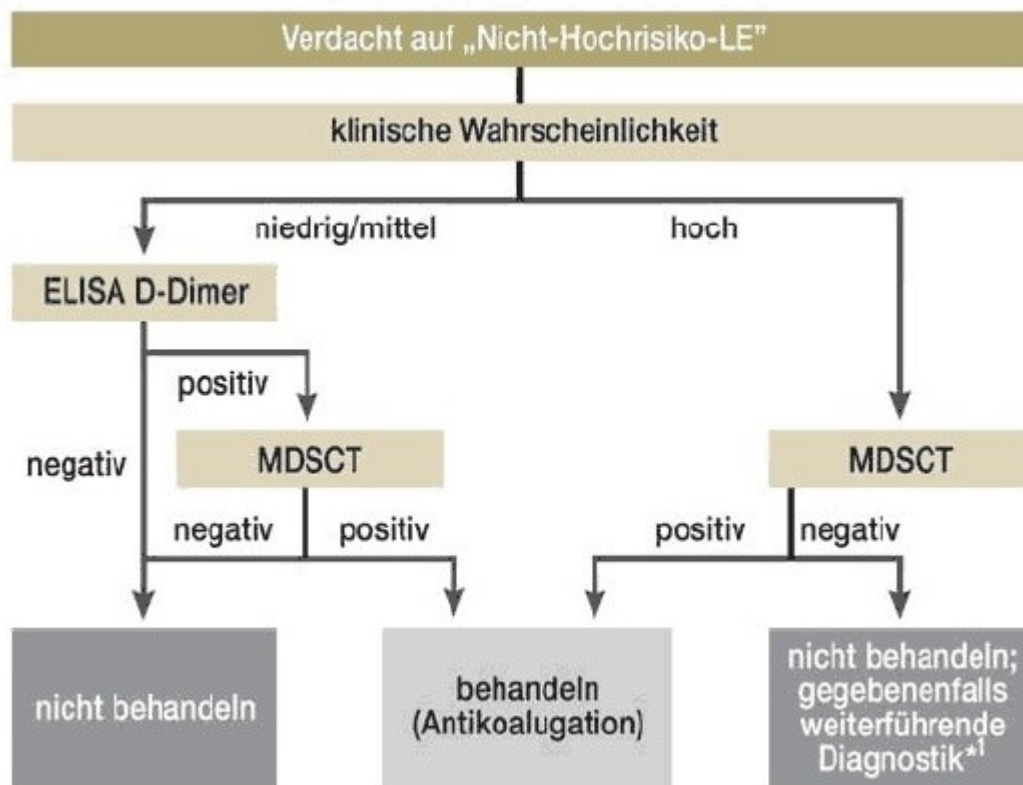 Verdacht auf „Nicht-Hochrisiko-LE”
klinische Wahrscheinlichkeit
niedrig/mittel
hoch
ELISA D-Dimer
positiv
negativ
MDSCT
MDSCT
negativ
positiv
positiv
negativ
nicht behandeln
behandeln
(Antikoalugation)
nicht behandeln;
gegebenenfalls
weiterführende
Diagnostik*1